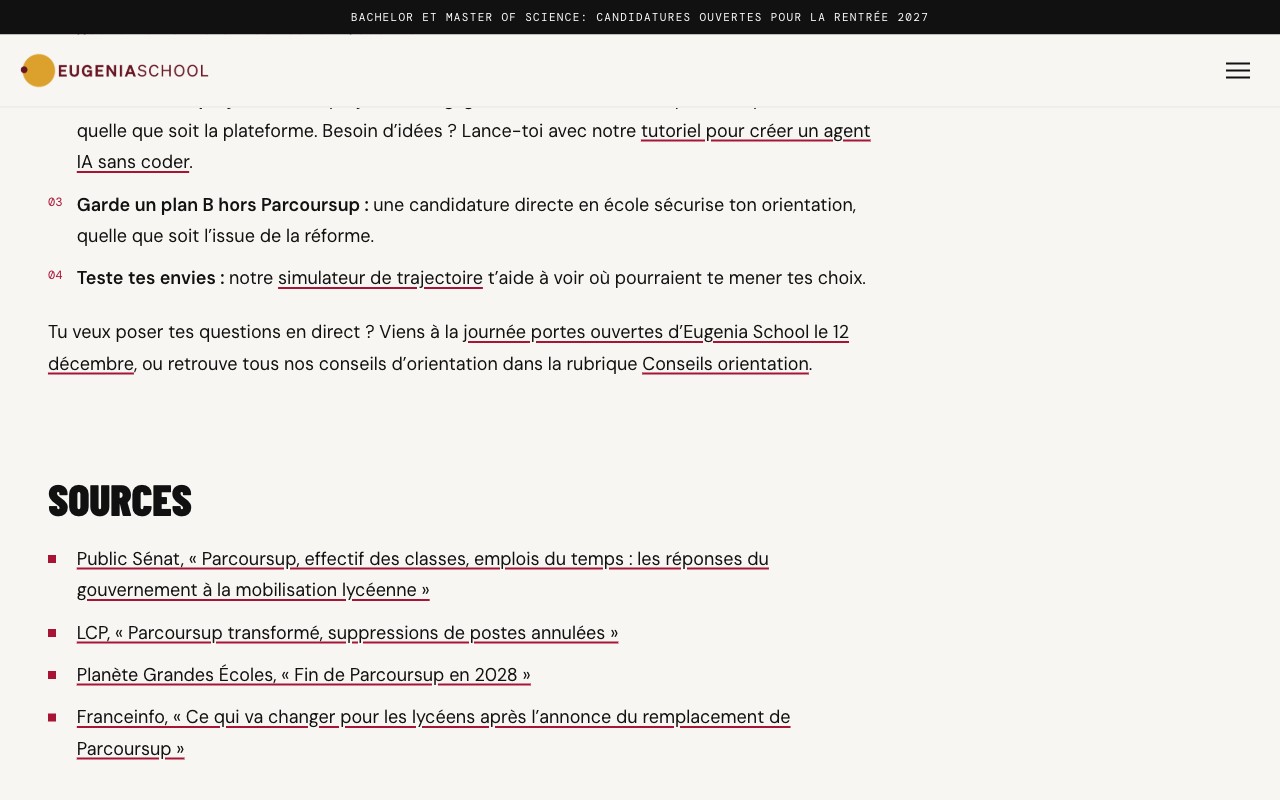 BACHELOR ET MASTER OF SCIENCE: CANDIDATURES OUVERTES POUR LA RENTRÉE 2027
EUGENIASCHOOL
quelle que soit la plateforme. Besoin d’idées ? Lance-toi avec notre tutoriel pour créer un agent
IA sans coder.
03 Garde un plan B hors Parcoursup : une candidature directe en école sécurise ton orientation,
quelle que soit l’issue de la réforme.
04 Teste tes envies : notre simulateur de trajectoire t’aide à voir où pourraient te mener tes choix.
Tu veux poser tes questions en direct ? Viens à la journée portes ouvertes d’Eugenia School le 12
décembre, ou retrouve tous nos conseils d’orientation dans la rubrique Conseils orientation.
SOURCES
Public Sénat, « Parcoursup, effectif des classes, emplois du temps : les réponses du
gouvernement à la mobilisation lycéenne »
LCP, « Parcoursup transformé, suppressions de postes annulées »
Planète Grandes Écoles, « Fin de Parcoursup en 2028 »
Franceinfo, « Ce qui va changer pour les lycéens après l’annonce du remplacement de
Parcoursup »